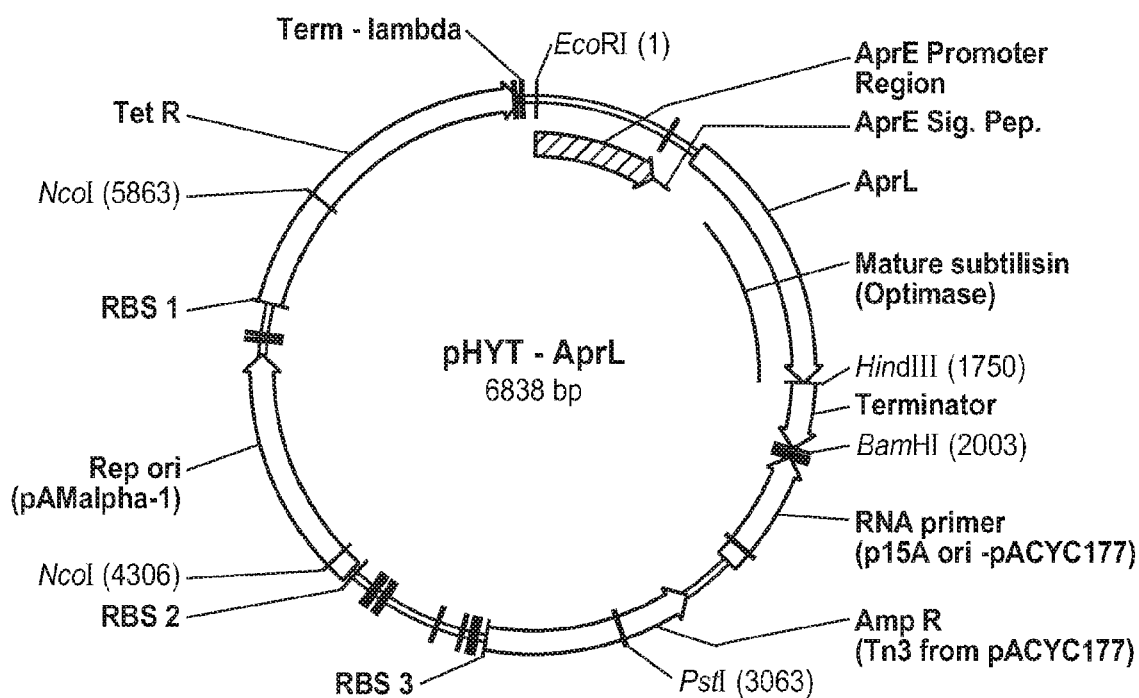 Term - lambda
EcoRI (1)
AprE Promoter
Region
AprE Sig. Pep.
AprL
Mature subtilisin
(Optimase)
HindIII (1750)
Terminator
BamHI (2003)
RNA primer
(p15A ori -pACYC177)
Amp R
(Tn3 from pACYC177)
PstI (3063)
RBS 3
RBS 2
NcoI (4306)
Rep ori
(pAMalpha-1)
RBS 1
NcoI (5863)
Tet R
pHYT - AprL
6838 bp